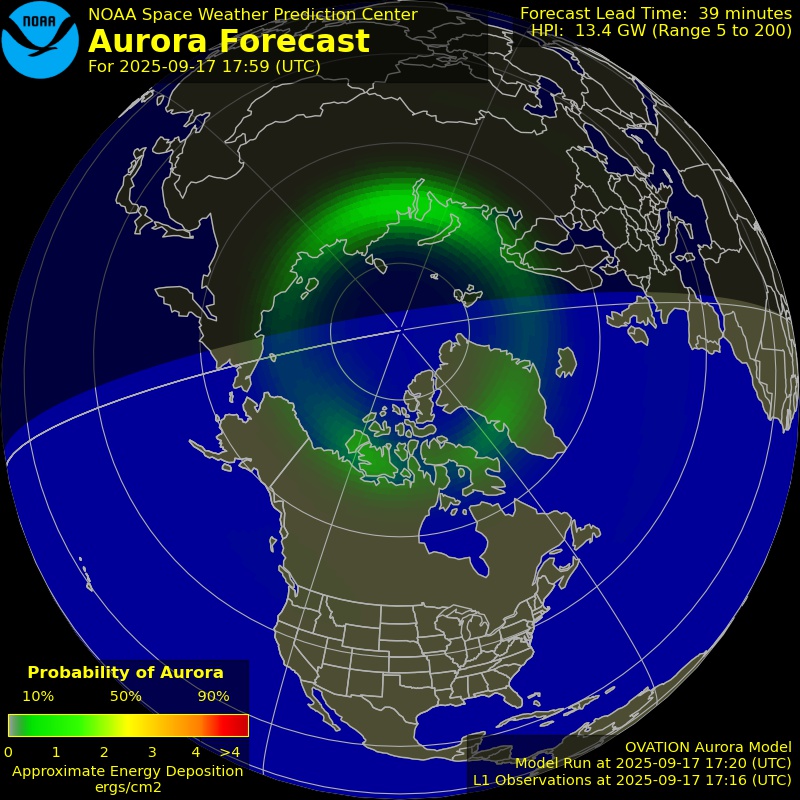 NOAA
NOAA Space Weather Prediction Center
Aurora Forecast
For 2025-09-17 17:59 (UTC)
Forecast Lead Time: 39 minutes
HPI: 13.4 GW (Range 5 to 200)
Probability of Aurora
10% 50% 90%
0 1 2 3 4 >4
Approximate Energy Deposition
ergs/cm2
OVATION Aurora Model
Model Run at 2025-09-17 17:20 (UTC)
L1 Observations at 2025-09-17 17:16 (UTC)